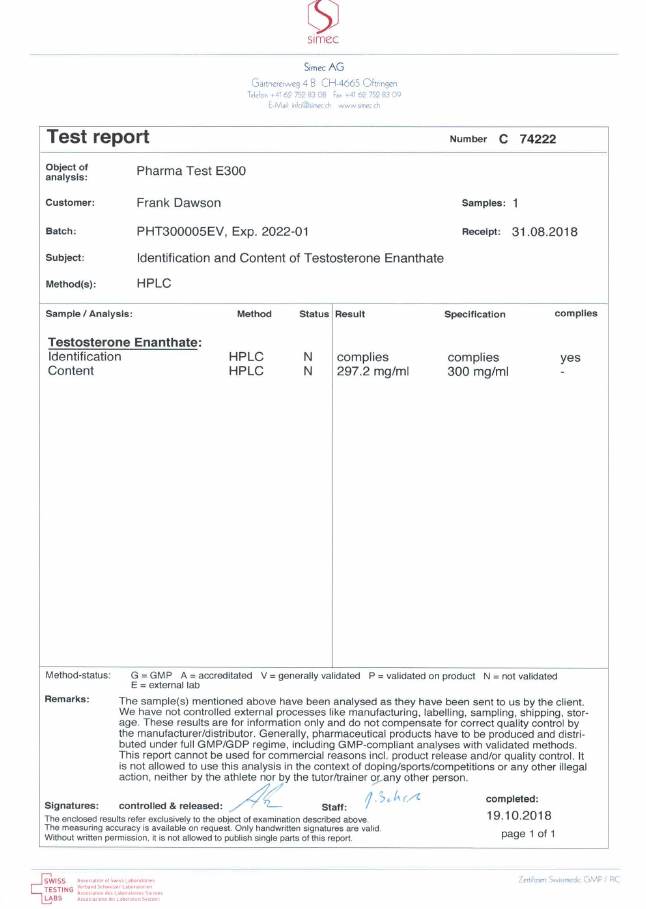 simec
Simec AG
Gärtnereiweg 4 B CH-4665 Oftringen
Telefon +41 62 752 83 08 Fax +41 62 752 83 09
E-Mail info@simec.ch www.simec.ch
Test report Number C 74222
Object of analysis: Pharma Test E300
Customer: Frank Dawson Samples: 1
Batch: PHT300005EV, Exp. 2022-01 Receipt: 31.08.2018
Subject: Identification and Content of Testosterone Enanthate
Method(s): HPLC
Sample / Analysis: Method Status Result Specification complies
Testosterone Enanthate:
Identification HPLC N complies complies yes
Content HPLC N 297.2 mg/ml 300 mg/ml -
Method-status: G = GMP A = accreditated V = generally validated P = validated on product N = not validated
E = external lab
Remarks: The sample(s) mentioned above have been analysed as they have been sent to us by the client.
We have not controlled external processes like manufacturing, labelling, sampling, shipping, stor-
age. These results are for information only and do not compensate for correct quality control by
the manufacturer/distributor. Generally, pharmaceutical products have to be produced and distri-
buted under full GMP/GDP regime, including GMP-compliant analyses with validated methods.
This report cannot be used for commercial reasons incl. product release and/or quality control. It
is not allowed to use this analysis in the context of doping/sports/competitions or any other illegal
action, neither by the athlete nor by the tutor/trainer or any other person.
Signatures: controlled & released: Staff: completed:
19.10.2018
The enclosed results refer exclusively to the object of examination described above.
The measuring accuracy is available on request. Only handwritten signatures are valid.
Without written permission, it is not allowed to publish single parts of this report.
page 1 of 1
SWISS TESTING LABS
Association of Swiss Laboratories
Verband Schweizer Laboratorien
Association des Laboratoires Suisses
Associazione dei Laboratori Svizzeri
Zertifiziert Swissmedic GMP / PIC